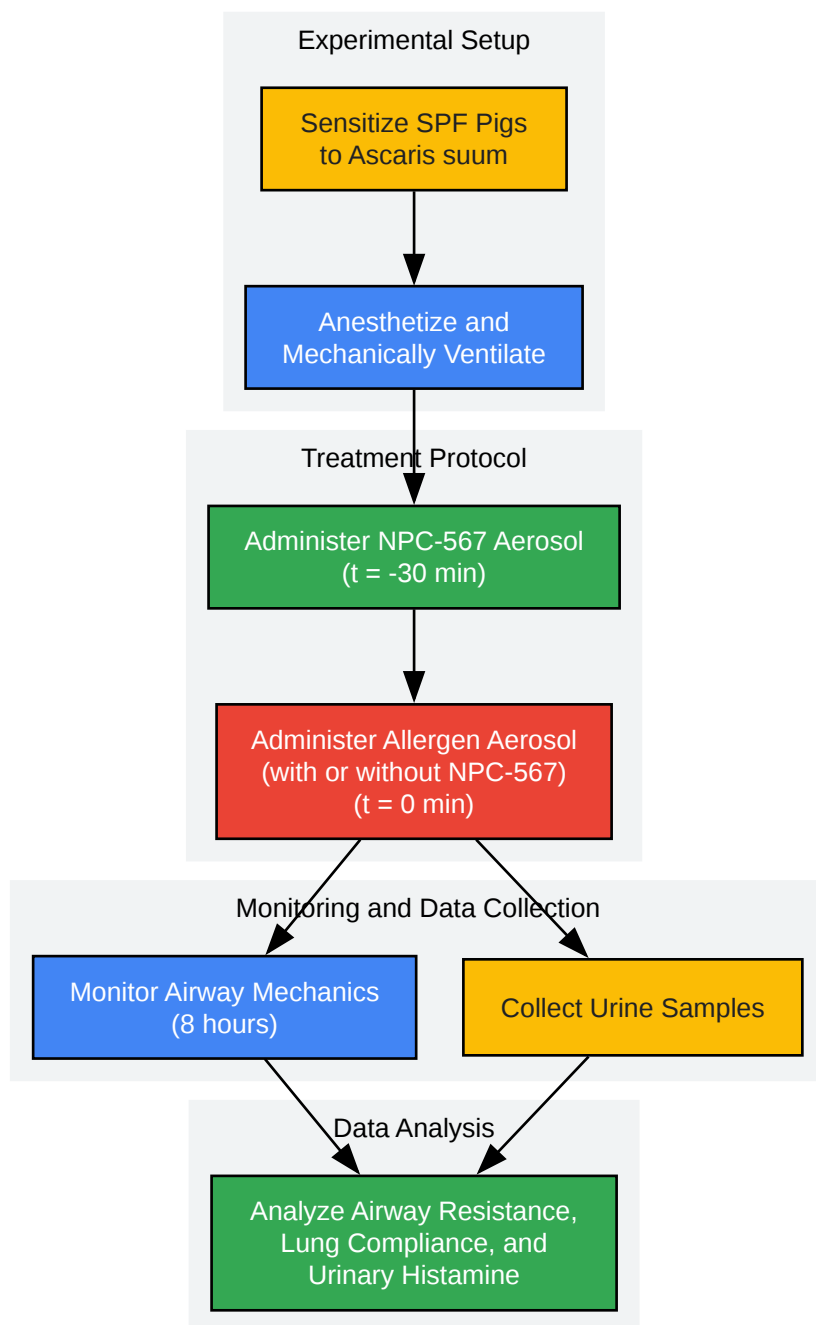 Experimental Setup
Sensitize SPF Pigs
to Ascaris suum
Anesthetize and
Mechanically Ventilate
Treatment Protocol
Administer NPC-567 Aerosol
(t = -30 min)
Administer Allergen Aerosol
(with or without NPC-567)
(t = 0 min)
Monitoring and Data Collection
Monitor Airway Mechanics
(8 hours)
Collect Urine Samples
Data Analysis
Analyze Airway Resistance,
Lung Compliance, and
Urinary Histamine